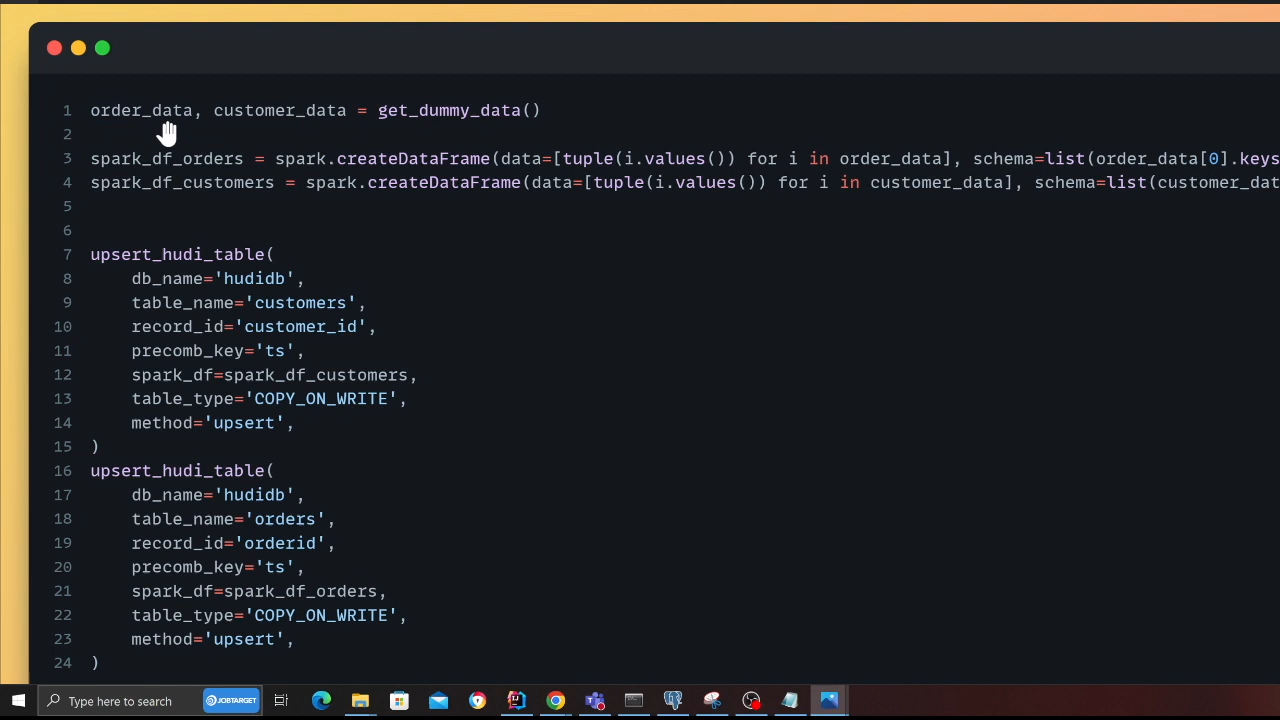 1 order_data, customer_data = get_dummy_data()
2
3 spark_df_orders = spark.createDataFrame(data=[tuple(i.values()) for i in order_data], schema=list(order_data[0].keys
4 spark_df_customers = spark.createDataFrame(data=[tuple(i.values()) for i in customer_data], schema=list(customer_dat
5
6
7 upsert_hudi_table(
8     db_name='hudidb',
9     table_name='customers',
10     record_id='customer_id',
11     precomb_key='ts',
12     spark_df=spark_df_customers,
13     table_type='COPY_ON_WRITE',
14     method='upsert',
15 )
16 upsert_hudi_table(
17     db_name='hudidb',
18     table_name='orders',
19     record_id='orderid',
20     precomb_key='ts',
21     spark_df=spark_df_orders,
22     table_type='COPY_ON_WRITE',
23     method='upsert',
24 )
Type here to search
JOBTARGET